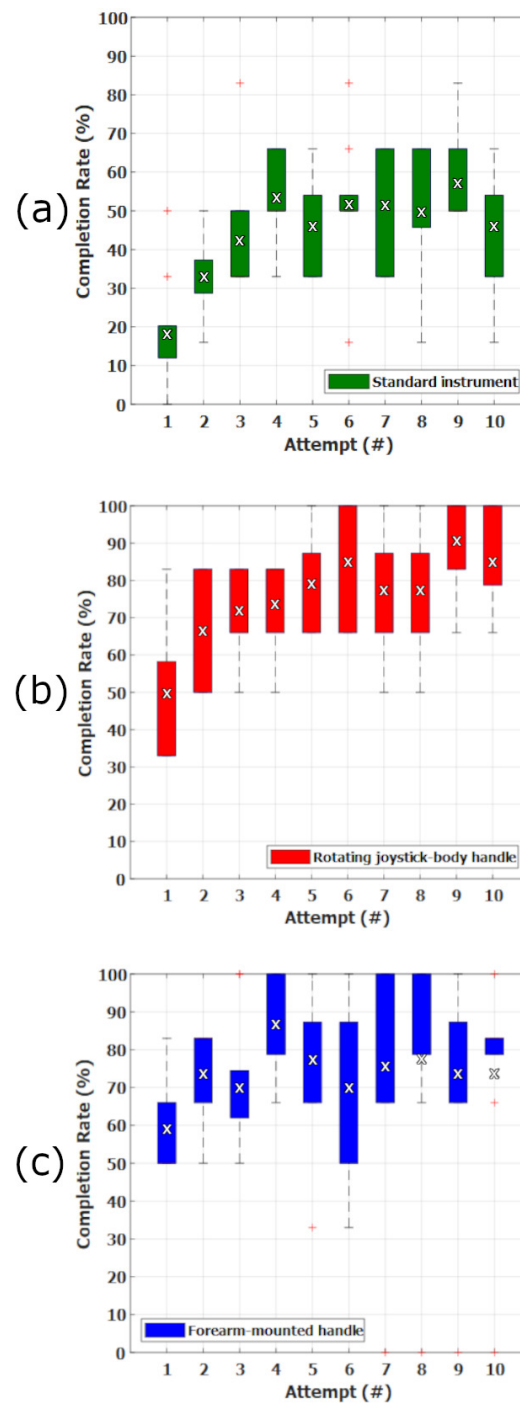 (a)
Completion Rate (%)
100
90
80
70
60
50
40
30
20
10
0
1 2 3 4 5 6 7 8 9 10
Attempt (#)
Standard instrument
(b)
Completion Rate (%)
100
90
80
70
60
50
40
30
20
10
0
1 2 3 4 5 6 7 8 9 10
Attempt (#)
Rotating joystick-body handle
(c)
Completion Rate (%)
100
90
80
70
60
50
40
30
20
10
0
1 2 3 4 5 6 7 8 9 10
Attempt (#)
Forearm-mounted handle